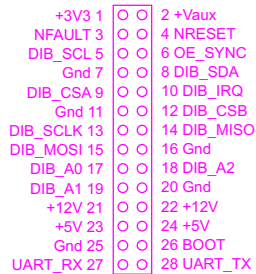 +3V3 1 2 +Vaux
NFAULT 3 4 NRESET
DIB_SCL 5 6 OE_SYNC
Gnd 7 8 DIB_SDA
DIB_CSA 9 10 DIB_IRQ
Gnd 11 12 DIB_CSB
DIB_SCLK 13 14 DIB_MISO
DIB_MOSI 15 16 Gnd
DIB_A0 17 18 DIB_A2
DIB_A1 19 20 Gnd
+12V 21 22 +12V
+5V 23 24 +5V
Gnd 25 26 BOOT
UART_RX 27 28 UART_TX